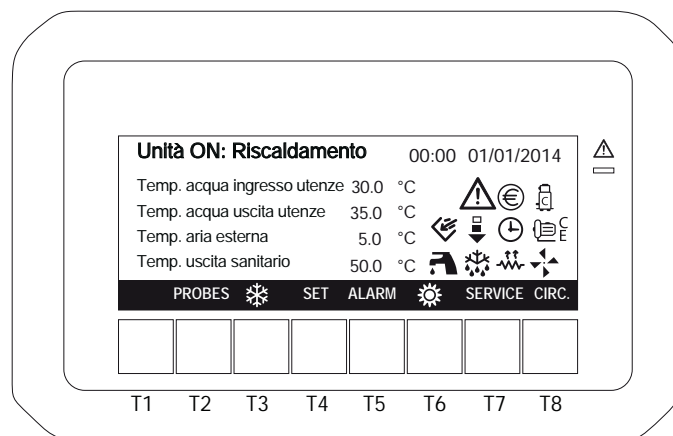 Unità ON: Riscaldamento 00:00 01/01/2014
Temp. acqua ingresso utenze 30.0 °C
Temp. acqua uscita utenze 35.0 °C
Temp. aria esterna 5.0 °C
Temp. uscita sanitario 50.0 °C
€ C
C E
PROBES SET ALARM SERVICE CIRC.
T1 T2 T3 T4 T5 T6 T7 T8